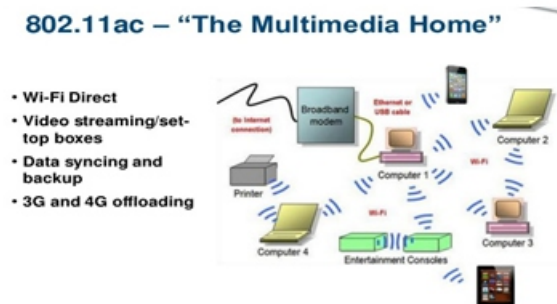 802.11ac – “The Multimedia Home”
• Wi-Fi Direct
• Video streaming/set-
top boxes
• Data syncing and
backup
• 3G and 4G offloading
(to Internet
connection)
Broadband
modem
Ethernet or
USB cable
Computer 2
Wi-Fi
Computer 1
Printer
Wi-Fi
Computer 3
Computer 4
Entertainment Consoles